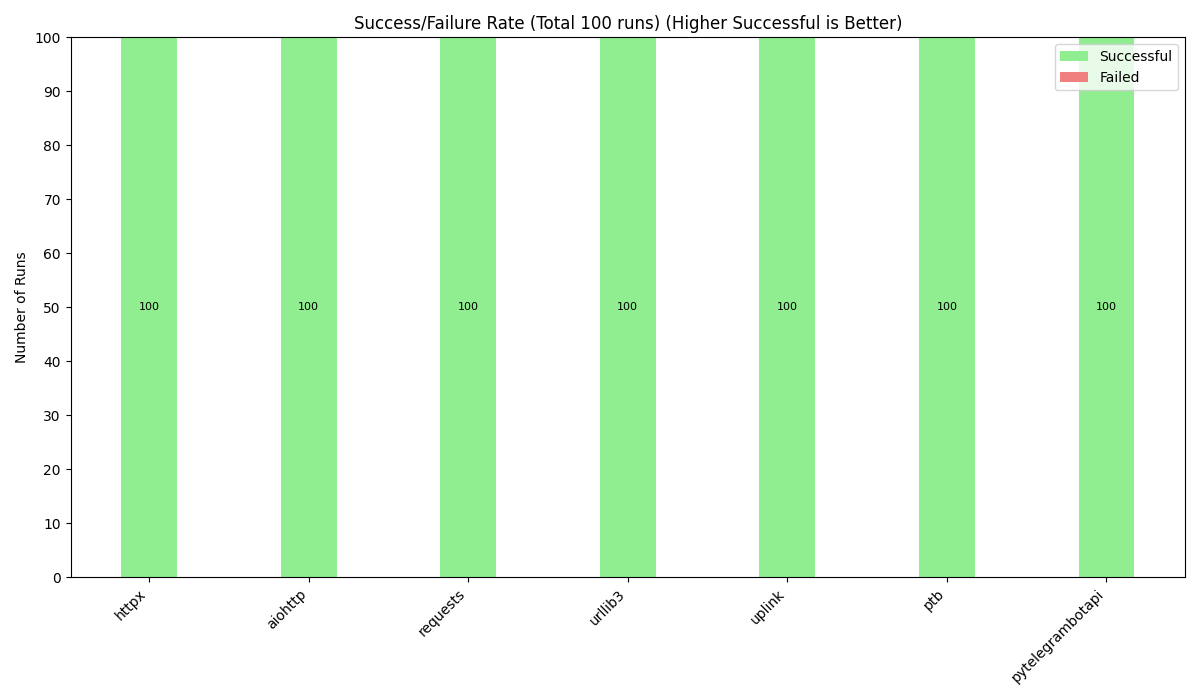 Success/Failure Rate (Total 100 runs) (Higher Successful is Better)
Successful
Failed
Number of Runs
100
90
80
70
60
50
40
30
20
10
0
100 100 100 100 100 100 100
httpx aiohttp requests urllib3 uplink ptb pytelegrambotapi